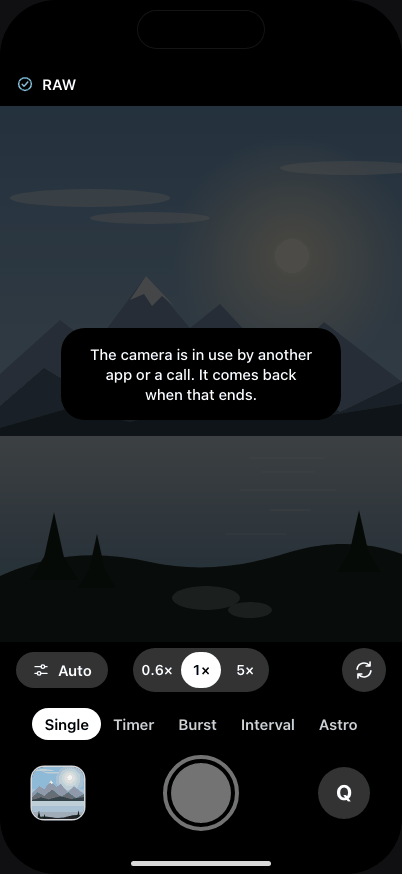 RAW
The camera is in use by another
app or a call. It comes back
when that ends.
Auto
0.6× 1× 5×
Single Timer Burst Interval Astro
Q